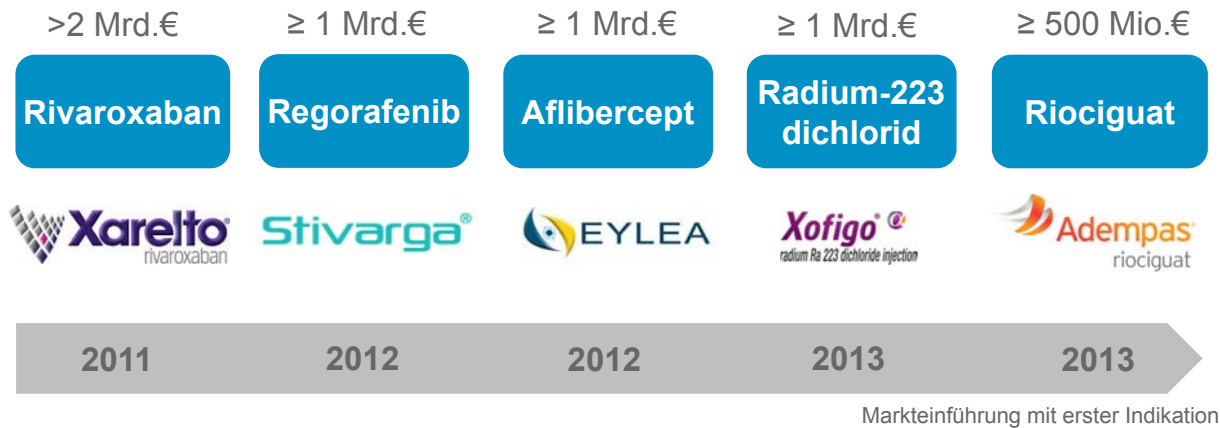 >2 Mrd.€ ≥ 1 Mrd.€ ≥ 1 Mrd.€ ≥ 1 Mrd.€ ≥ 500 Mio.€
Rivaroxaban Regorafenib Aflibercept Radium-223 dichlorid Riociguat
Xarelto® Stivarga® EYLEA Xofigo® Adempas®
rivaroxaban radium Ra 223 dichloride injection riociguat
2011 2012 2012 2013 2013
Markteinführung mit erster Indikation